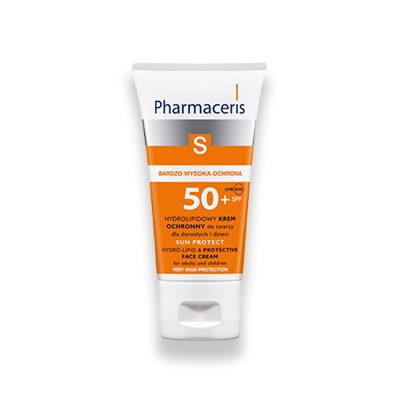 Pharmaceris
S
BARDZO WYSOKA OCHRONA
50+ SPF
UVB UVA
HYDROLIPIDOWY KREM
OCHRONNY do twarzy
dla dorosłych i dzieci
SUN PROTECT
HYDRO-LIPID & PROTECTIVE
FACE CREAM
for adults and children
VERY HIGH PROTECTION